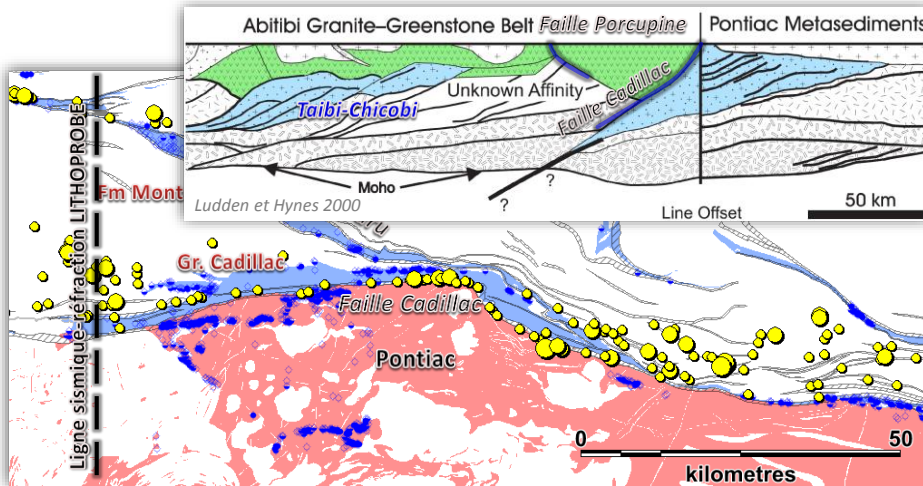 Abitibi Granite–Greenstone Belt Faille Porcupine Pontiac Metasediments
Unknown Affinity
Taibi-Chicobi
Faille Cadillac
Moho
?
?
Ludden et Hynes 2000
Line Offset
50 km
Ligne sismique-réfraction LITHOPROBE
Fm Mont
Gr. Cadillac
Faille Cadillac
Pontiac
0 50
kilometres